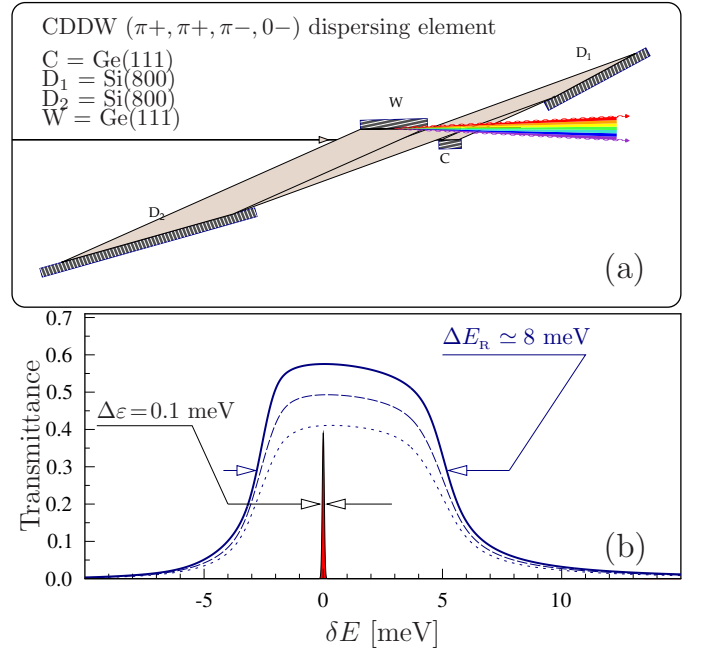 CDDW (π+, π+, π−, 0−) dispersing element
C = Ge(111)
D₁ = Si(800)
D₂ = Si(800)
W = Ge(111)
D₁
W
C
D₂
(a)
0.7
0.6
0.5
0.4
0.3
0.2
0.1
0.0
Transmittance
ΔE_R ≃ 8 meV
Δε=0.1 meV
(b)
-5 0 5 10
δE [meV]